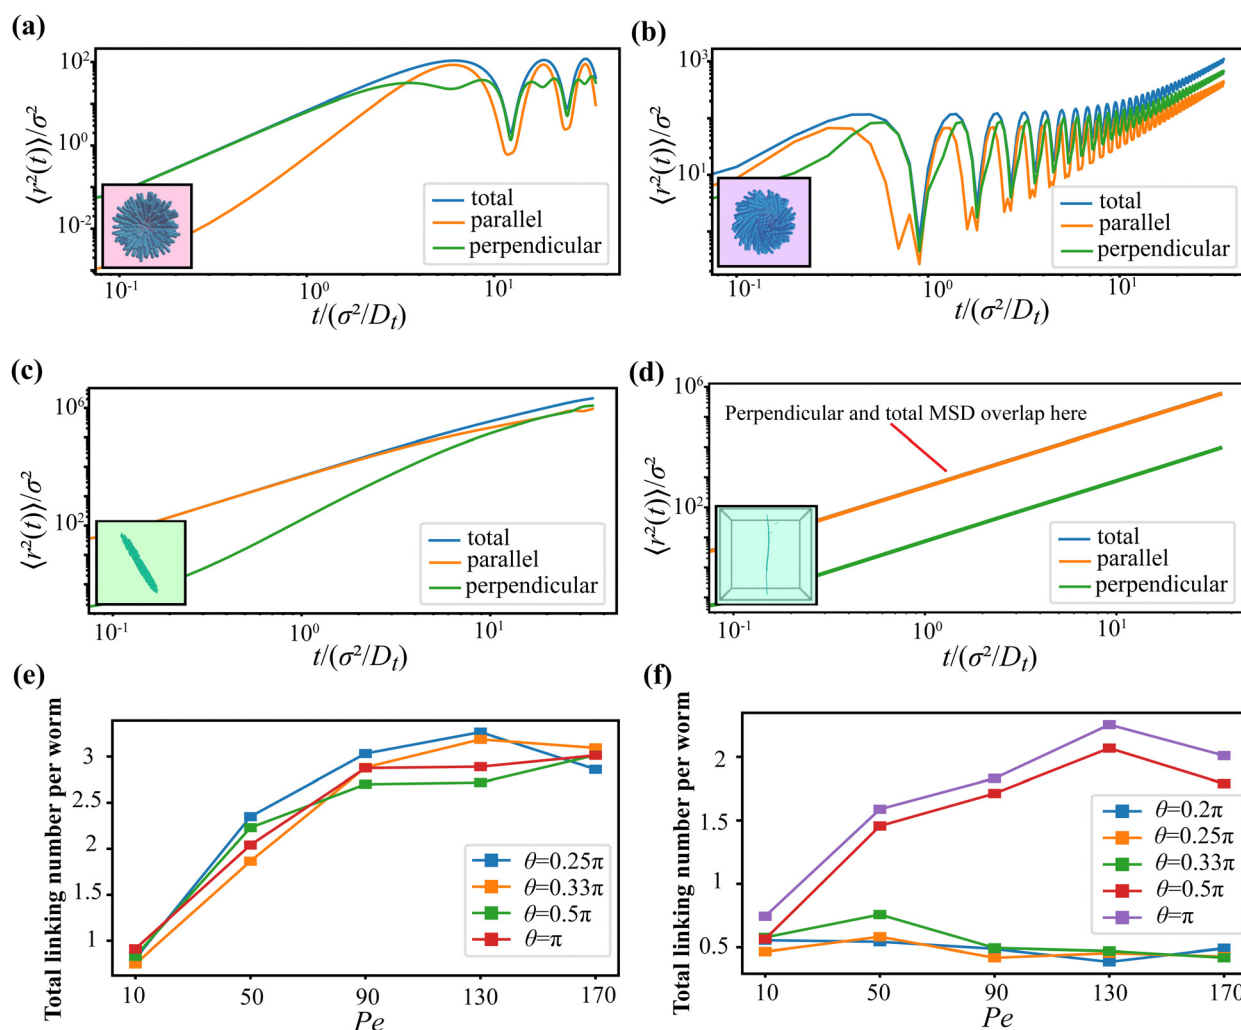 (a)
⟨r²(t)⟩/σ²
10²
10⁰
10⁻²
total
parallel
perpendicular
10⁻¹
10⁰
10¹
t/(σ²/Dₜ)
(b)
⟨r²(t)⟩/σ²
10³
10¹
total
parallel
perpendicular
10⁻¹
10⁰
10¹
t/(σ²/Dₜ)
(c)
⟨r²(t)⟩/σ²
10⁶
10²
total
parallel
perpendicular
10⁻¹
10⁰
10¹
t/(σ²/Dₜ)
(d)
⟨r²(t)⟩/σ²
10⁶
10²
Perpendicular and total MSD overlap here
total
parallel
perpendicular
10⁻¹
10⁰
10¹
t/(σ²/Dₜ)
(e)
Total linking number per worm
3
2.5
2
1.5
1
θ=0.25π
θ=0.33π
θ=0.5π
θ=π
10 50 90 130 170
Pe
(f)
Total linking number per worm
2
1.5
1
0.5
θ=0.2π
θ=0.25π
θ=0.33π
θ=0.5π
θ=π
10 50 90 130 170
Pe